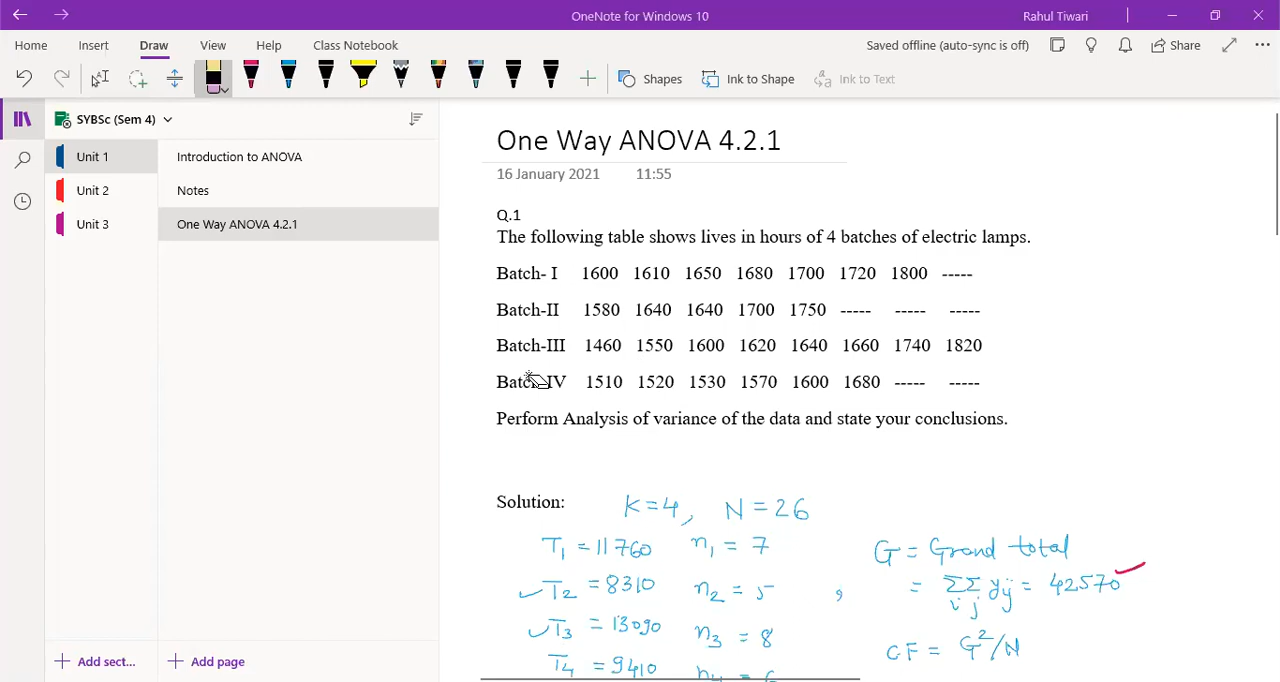 OneNote for Windows 10
Rahul Tiwari
Home Insert Draw View Help Class Notebook
Saved offline (auto-sync is off) Share
Shapes Ink to Shape Ink to Text
SYBSc (Sem 4)
Unit 1
Unit 2
Unit 3
Introduction to ANOVA
Notes
One Way ANOVA 4.2.1
Add sect...
Add page
One Way ANOVA 4.2.1
16 January 2021 11:55
Q.1
The following table shows lives in hours of 4 batches of electric lamps.
Batch- I 1600 1610 1650 1680 1700 1720 1800 -----
Batch-II 1580 1640 1640 1700 1750 ----- ----- -----
Batch-III 1460 1550 1600 1620 1640 1660 1740 1820
Batch-IV 1510 1520 1530 1570 1600 1680 ----- -----
Perform Analysis of variance of the data and state your conclusions.
Solution: K=4, N=26
T1 = 11760 n1 = 7
T2 = 8310 n2 = 5 ,
T3 = 13090 n3 = 8
T4 = 9410 n4 = 6
G = Grand total
= ΣΣ yij = 42570
i j
CF = G²/N